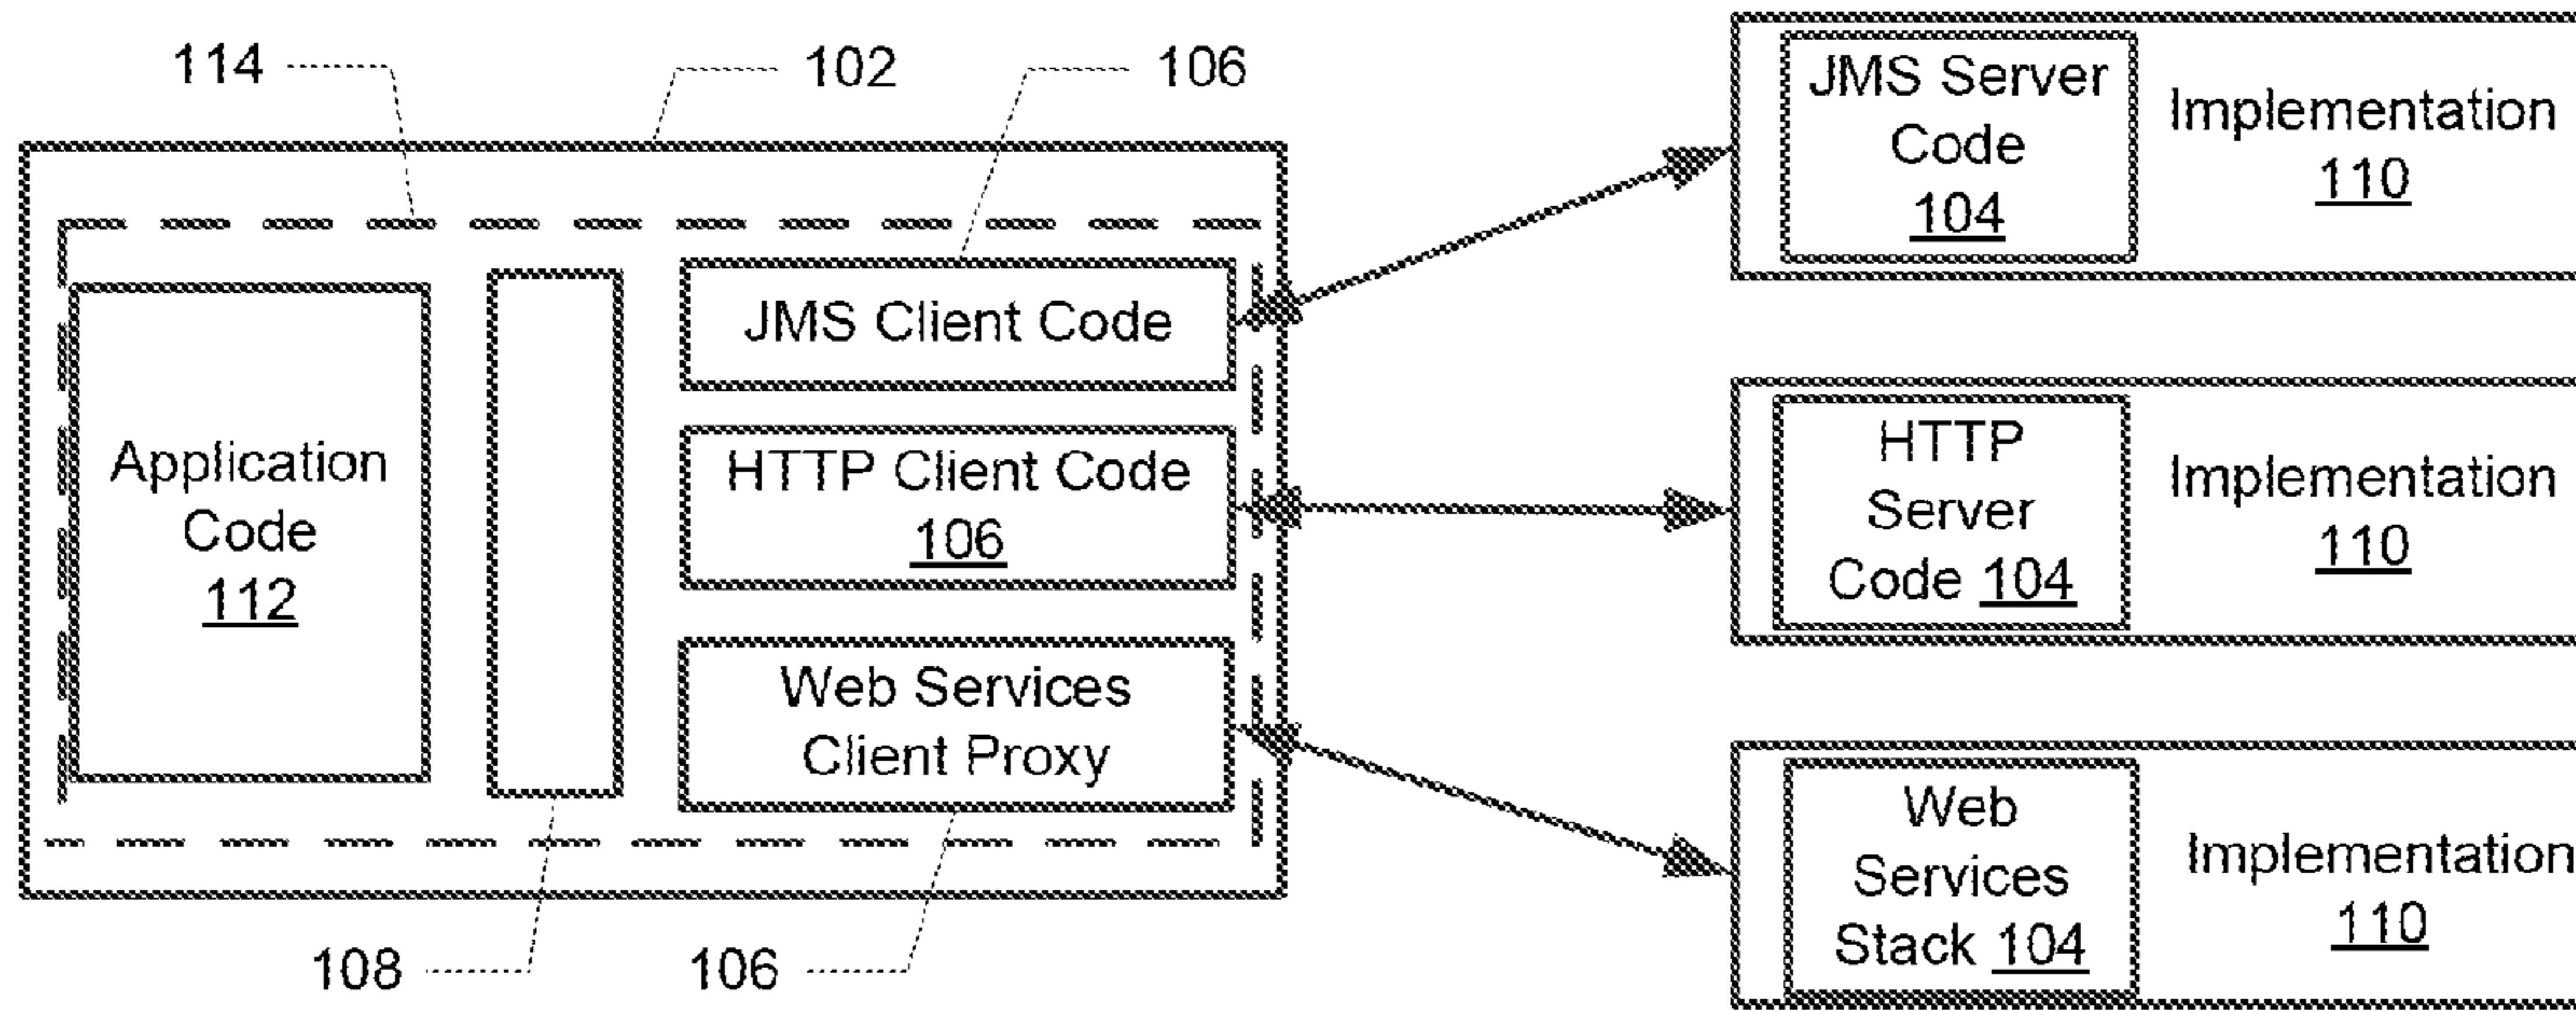 114
102
106
JMS Client Code
Application
Code
112
HTTP Client Code
106
Web Services
Client Proxy
108
106
JMS Server
Code
104
Implementation
110
HTTP
Server
Code 104
Implementation
110
Web
Services
Stack 104
Implementation
110